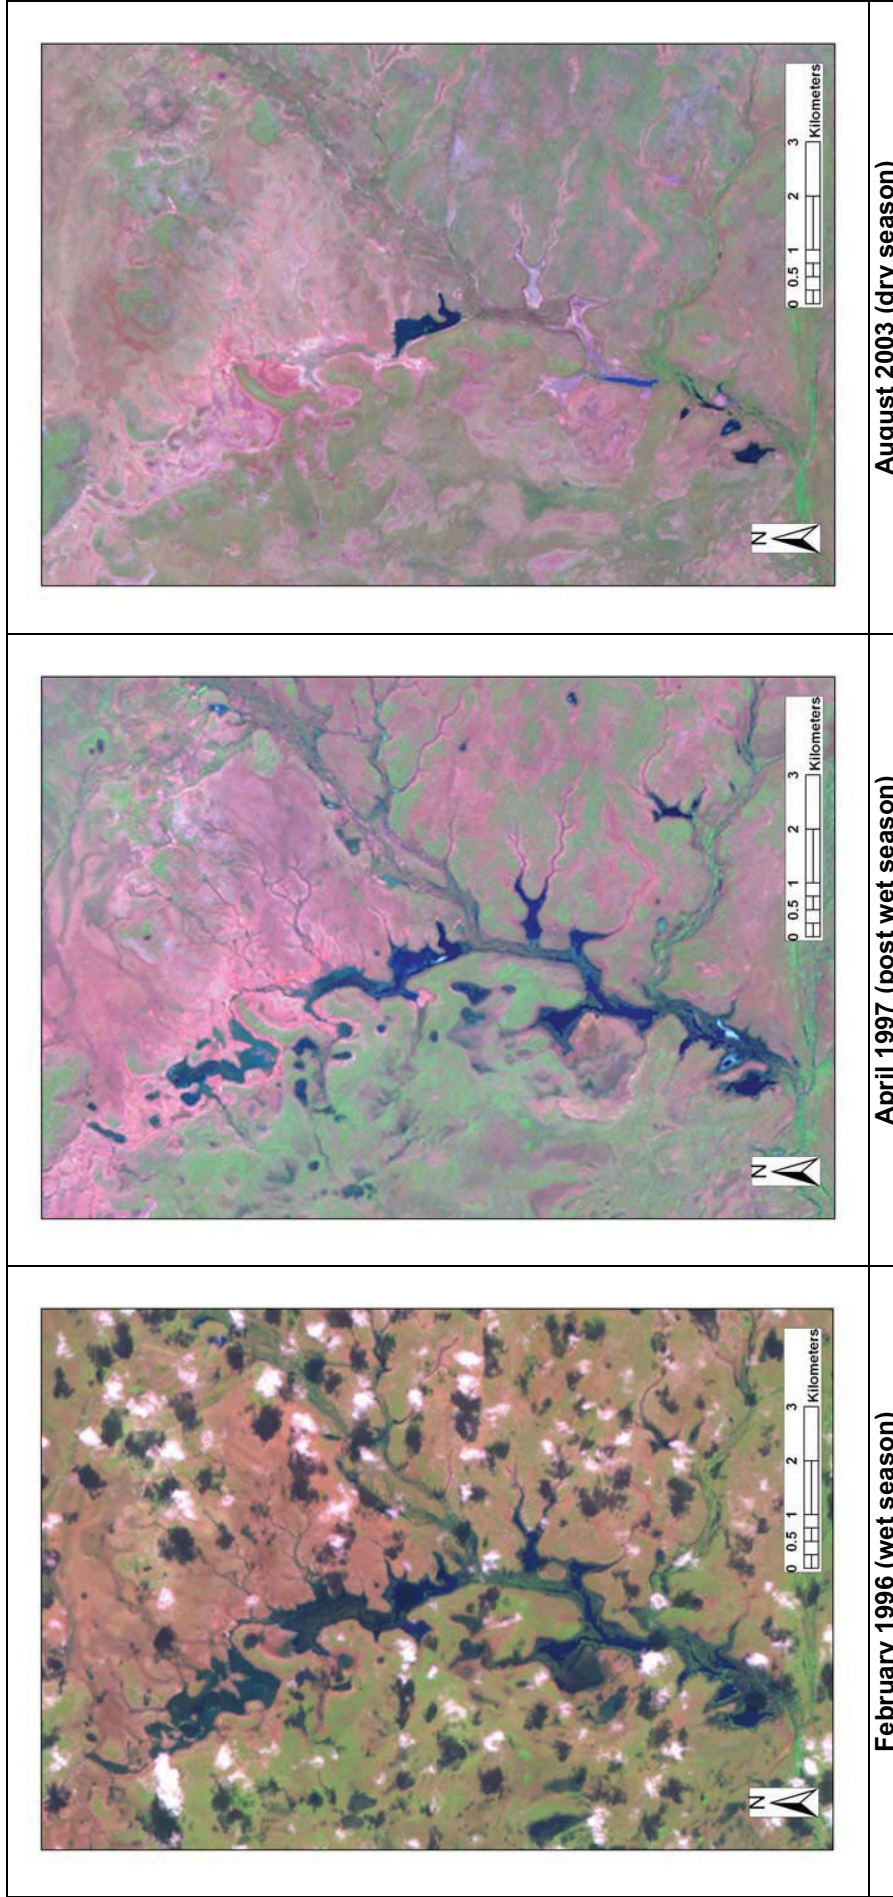 N
0 0.5 1 2 3
Kilometers
N
0 0.5 1 2 3
Kilometers
N
0 0.5 1 2 3
Kilometers
February 1996 (wet season)
April 1997 (post wet season)
August 2003 (dry season)